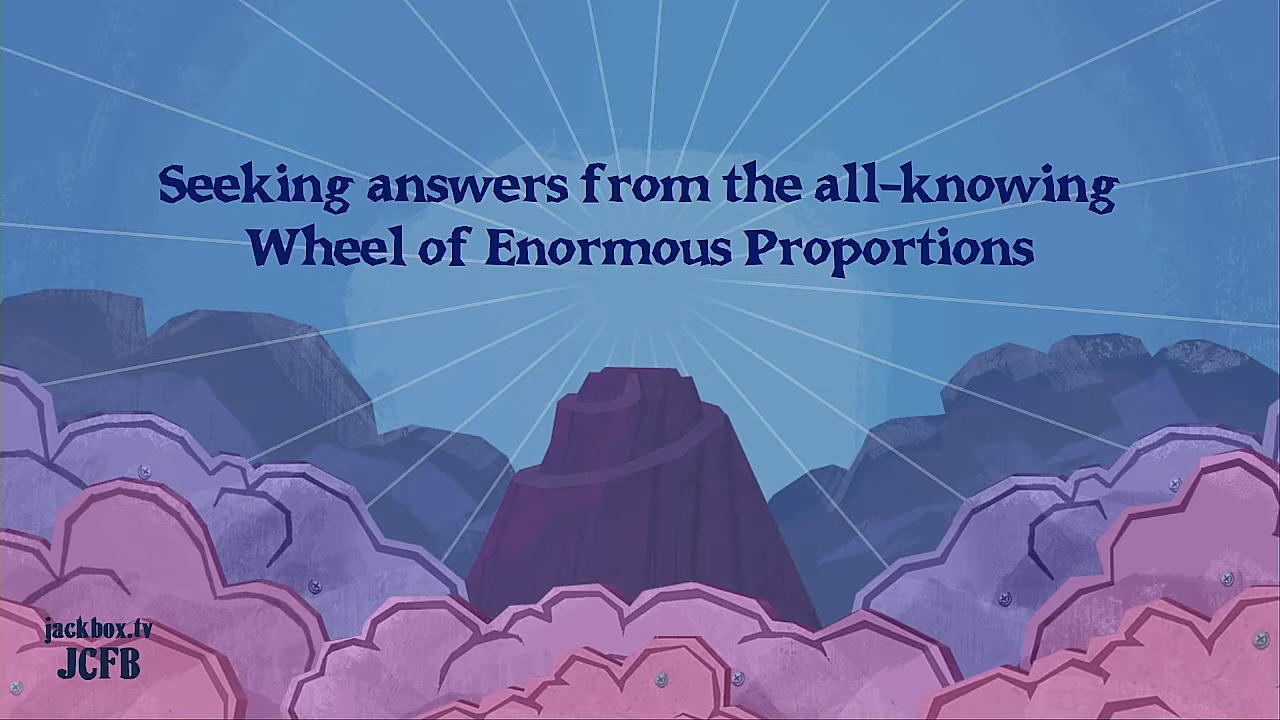 Seeking answers from the all-knowing
Wheel of Enormous Proportions
jackbox.tv
JCFB